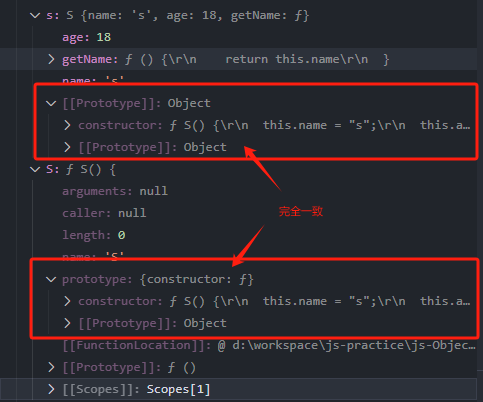 s: S {name: 's', age: 18, getName: ƒ}
age: 18
getName: ƒ () {\r\n    return this.name\r\n  }
name: 's'
[[Prototype]]: Object
constructor: ƒ S() {\r\n  this.name = "s";\r\n  this.a…
[[Prototype]]: Object
S: ƒ S() {
arguments: null
caller: null
length: 0
完全一致
name: 'S'
prototype: {constructor: ƒ}
constructor: ƒ S() {\r\n  this.name = "s";\r\n  this.a…
[[Prototype]]: Object
[[FunctionLocation]]: @ d:\workspace\js-practice\js-Objec…
[[Prototype]]: ƒ ()
[[Scopes]]: Scopes[1]